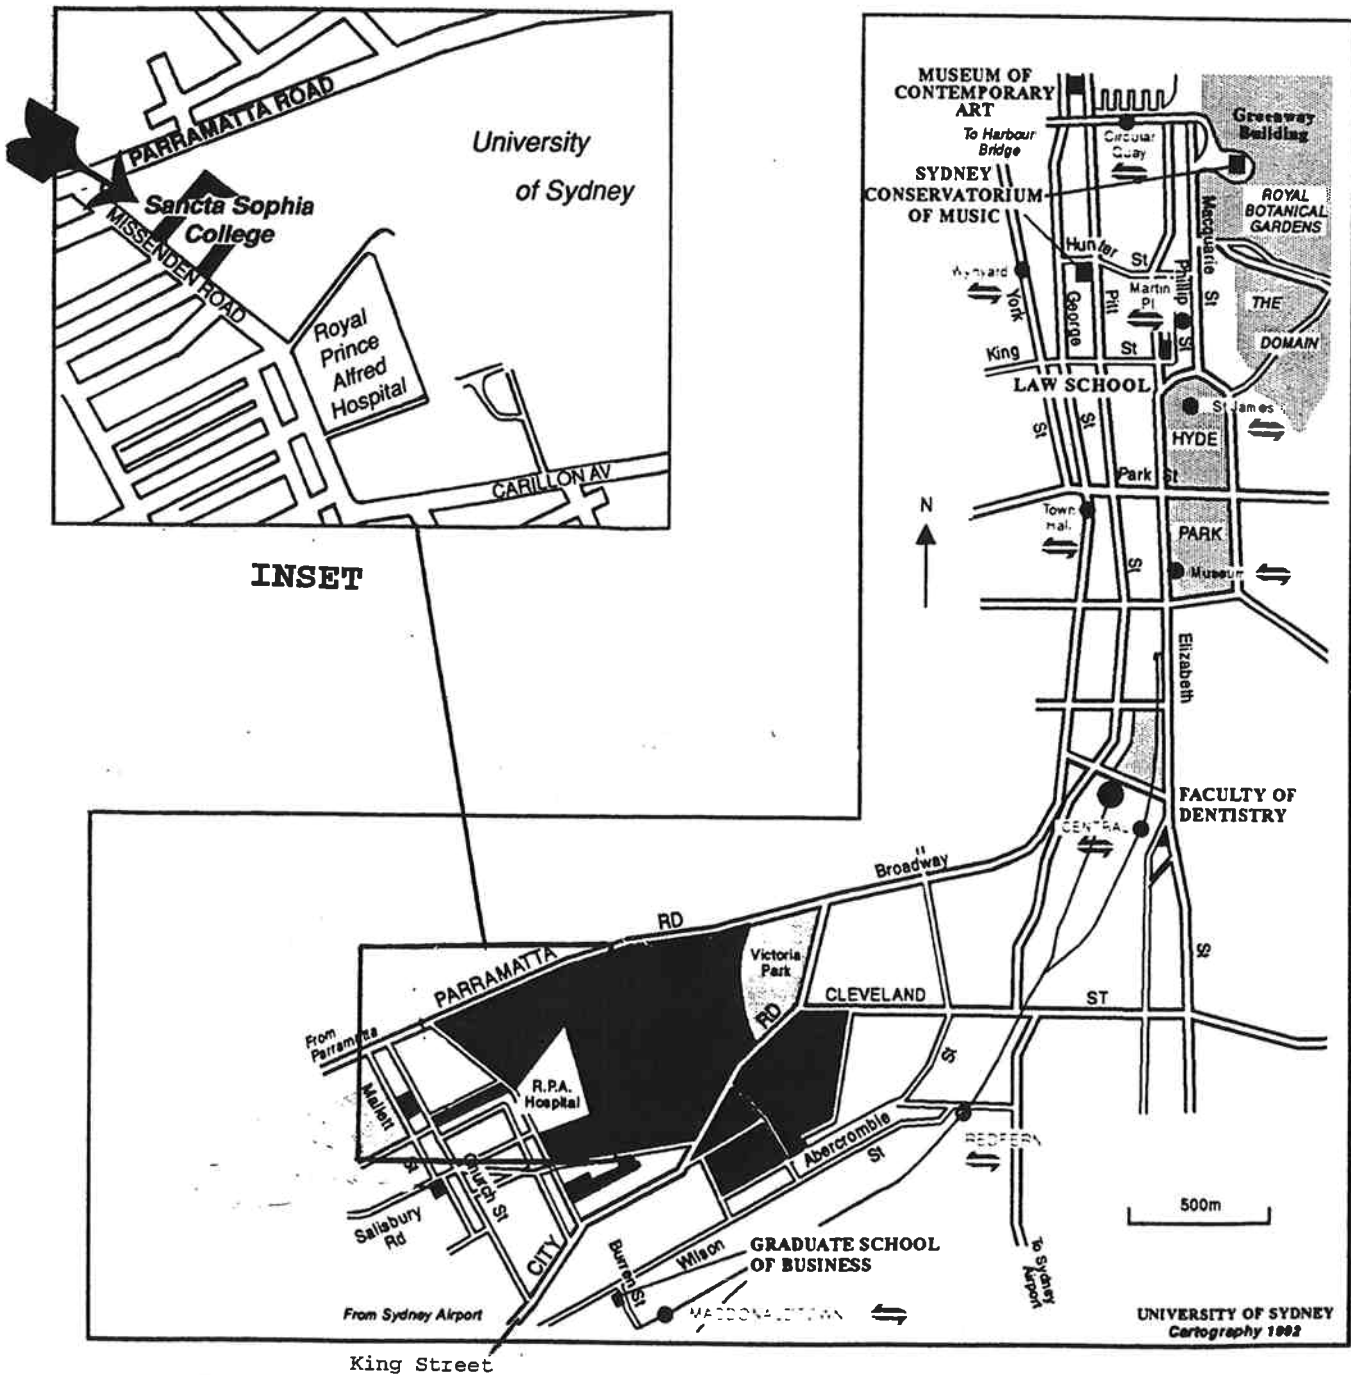 PARRAMATTA ROAD
University
of Sydney
Sancta Sophia
College
MISSENDEN ROAD
Royal
Prince
Alfred
Hospital
CARILLON AV
INSET
MUSEUM OF
CONTEMPORARY
ART
To Harbour
Bridge
Circular
Quay
Greenway
Building
SYDNEY
CONSERVATORIUM
OF MUSIC
ROYAL
BOTANICAL
GARDENS
Macquarie
St
Hunter
St
Phillip
St
Wynyard
York
St
George
St
Pitt
St
Martin
Pl
THE
DOMAIN
King
St
LAW SCHOOL
St James
HYDE
Park St
N
Town
Hal.
PARK
Museum
Elizabeth
St
FACULTY OF
DENTISTRY
CENTRAL
Broadway
RD
PARRAMATTA
Victoria
Park
CLEVELAND
ST
RD
From
Parramatta
R.P.A.
Hospital
Mallett
St
Church St
St
Abercrombie
St
REDFERN
Salisbury
Rd
CITY
500m
Burren St
Wilson
GRADUATE SCHOOL
OF BUSINESS
To Sydney
Airport
From Sydney Airport
MACDONALDTOWN
UNIVERSITY OF SYDNEY
Cartography 1992
King Street